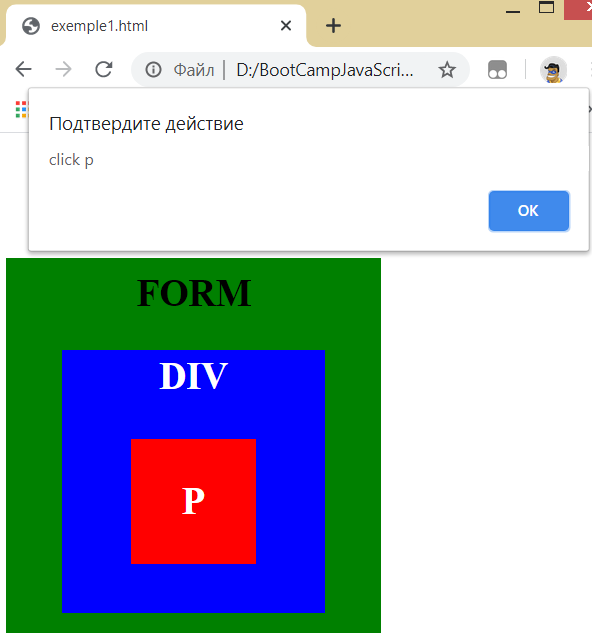 exemple1.html
Файл | D:/BootCampJavaScri...
Подтвердите действие
click p
OK
FORM
DIV
P